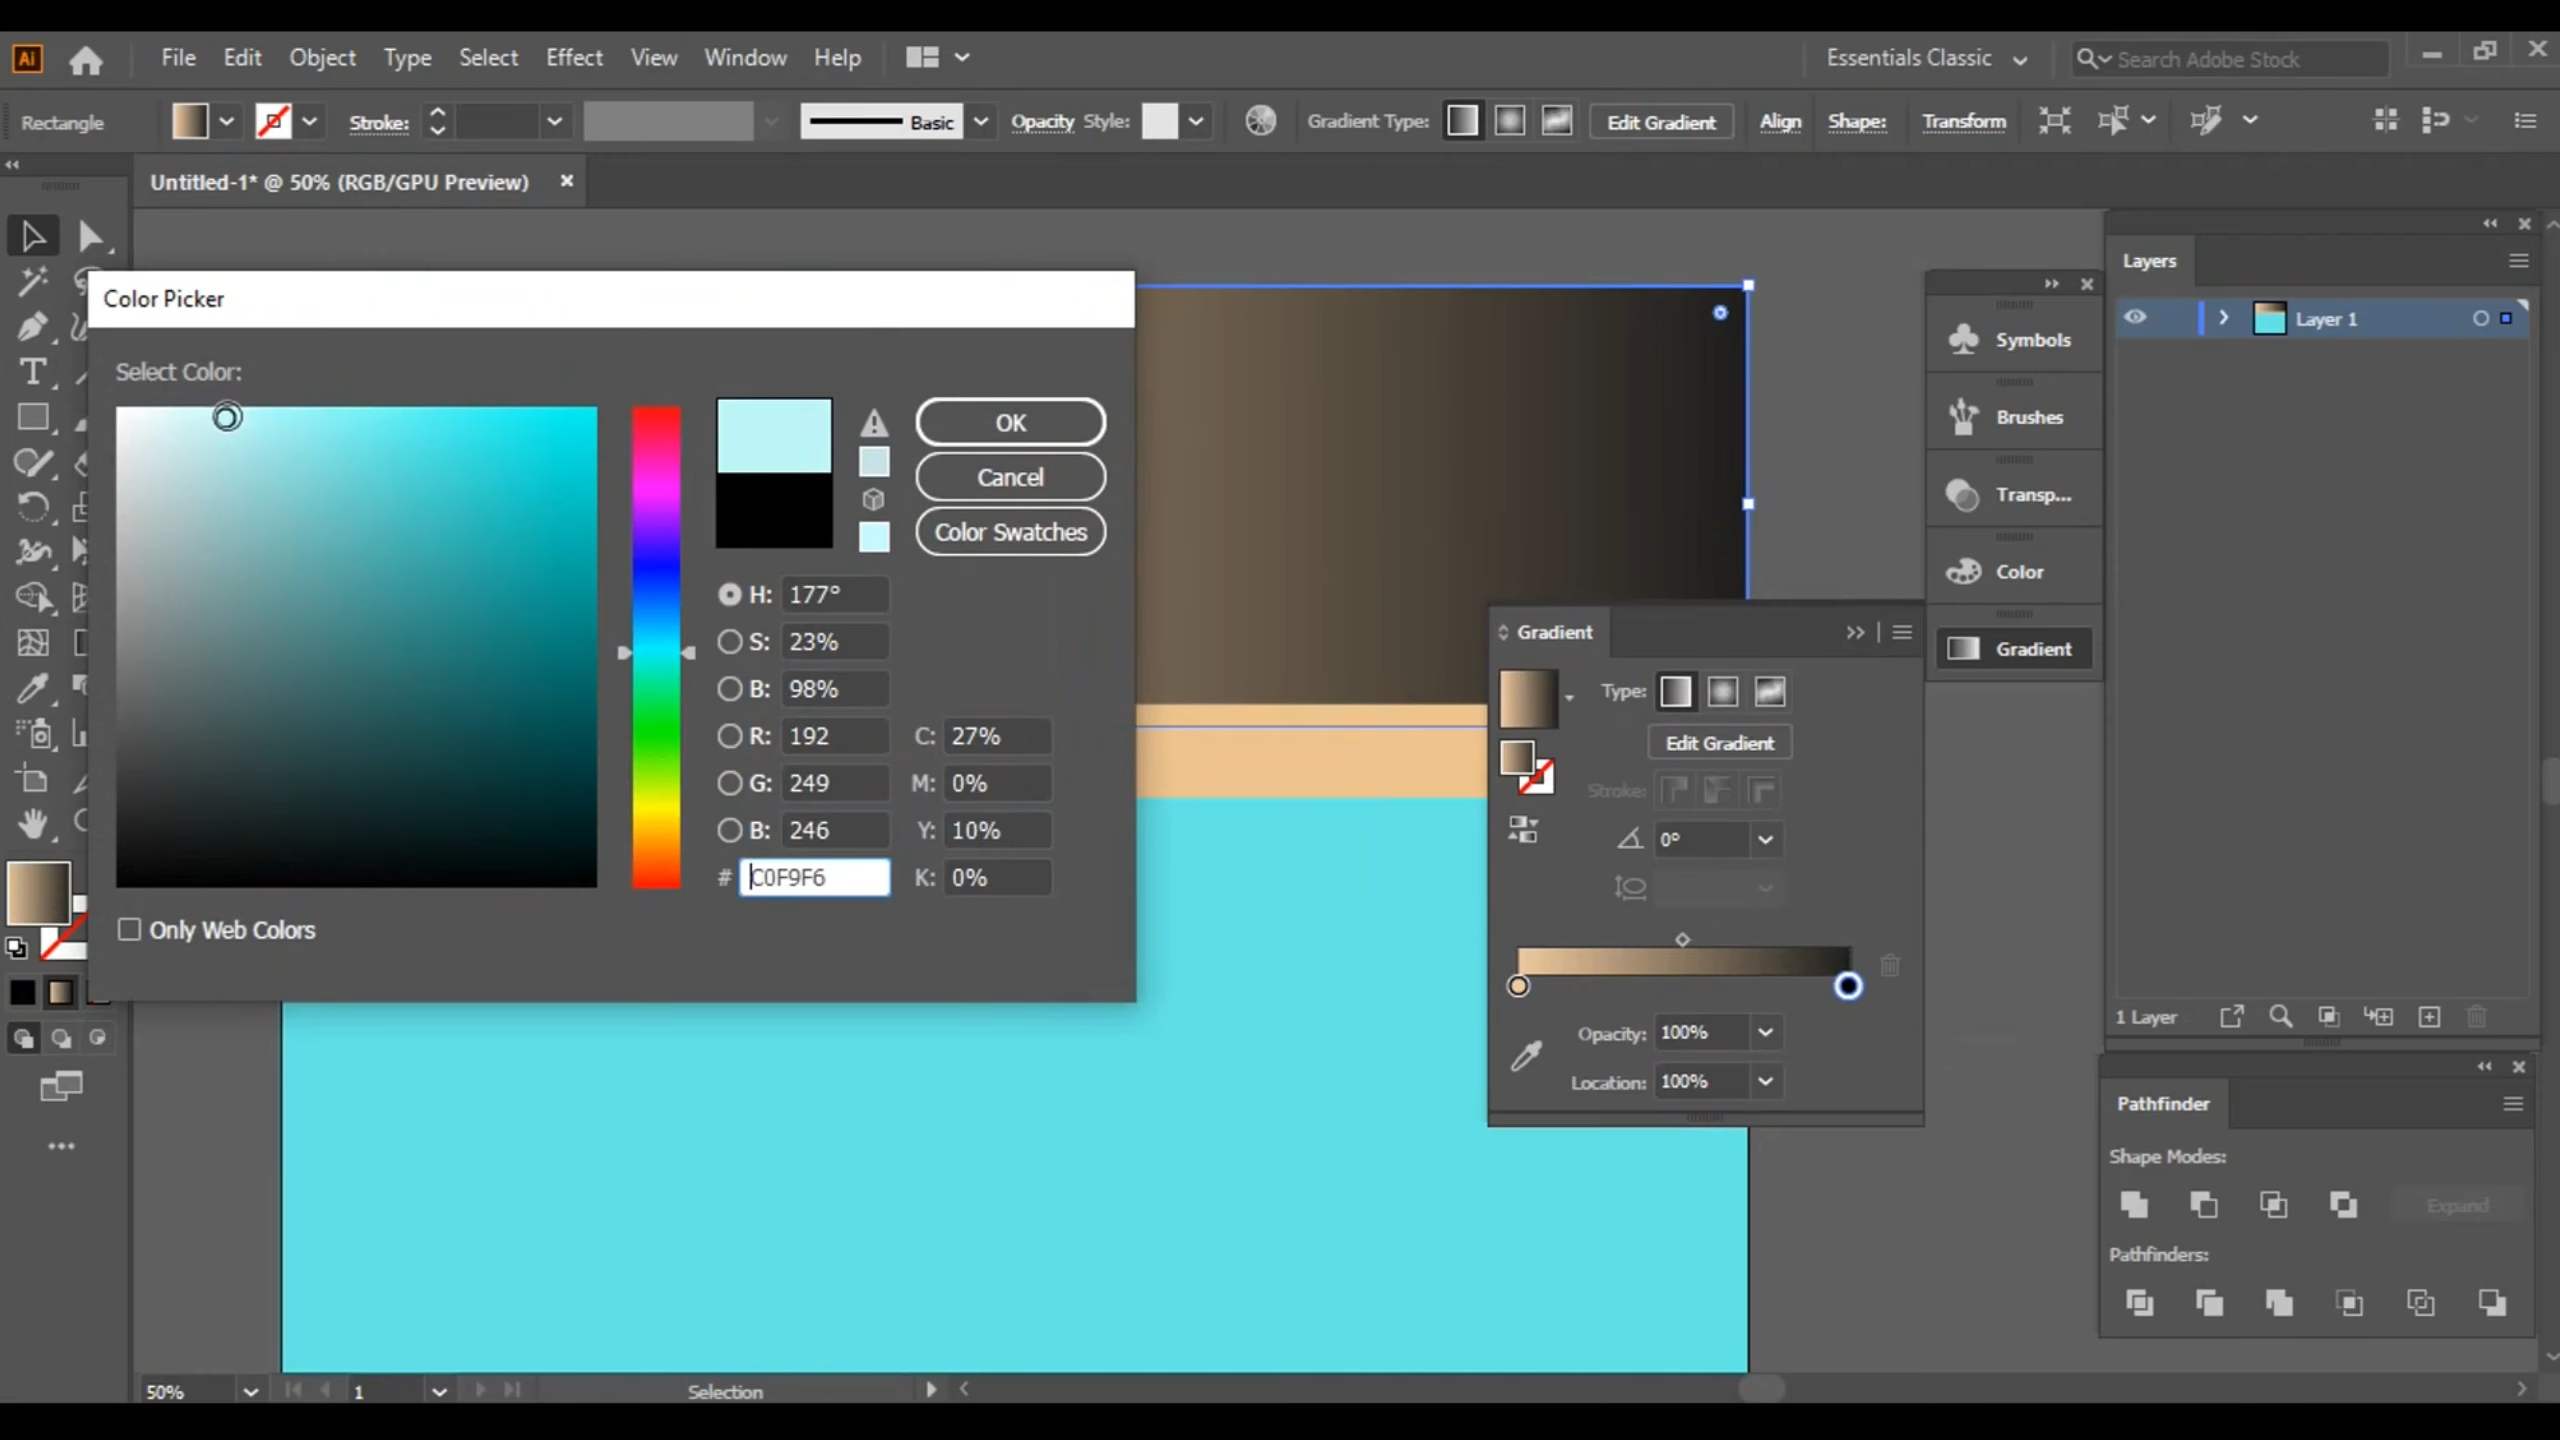 Ai File Edit Object Type Select Effect View Window Help Essentials Classic Search Adobe Stock
Rectangle Stroke: Basic Opacity Style: Gradient Type: Edit Gradient Align Shape: Transform
Untitled-1* @ 50% (RGB/GPU Preview)
Color Picker
Select Color:
OK
Cancel
Color Swatches
H: 177°
S: 23%
B: 98%
R: 192 C: 27%
G: 249 M: 0%
B: 246 Y: 10%
# C0F9F6 K: 0%
Only Web Colors
Symbols
Brushes
Transp...
Color
Gradient
Gradient
Type:
Edit Gradient
Stroke:
0°
Opacity: 100%
Location: 100%
Layers
Layer 1
1 Layer
Pathfinder
Shape Modes:
Expand
Pathfinders:
50% 1 Selection